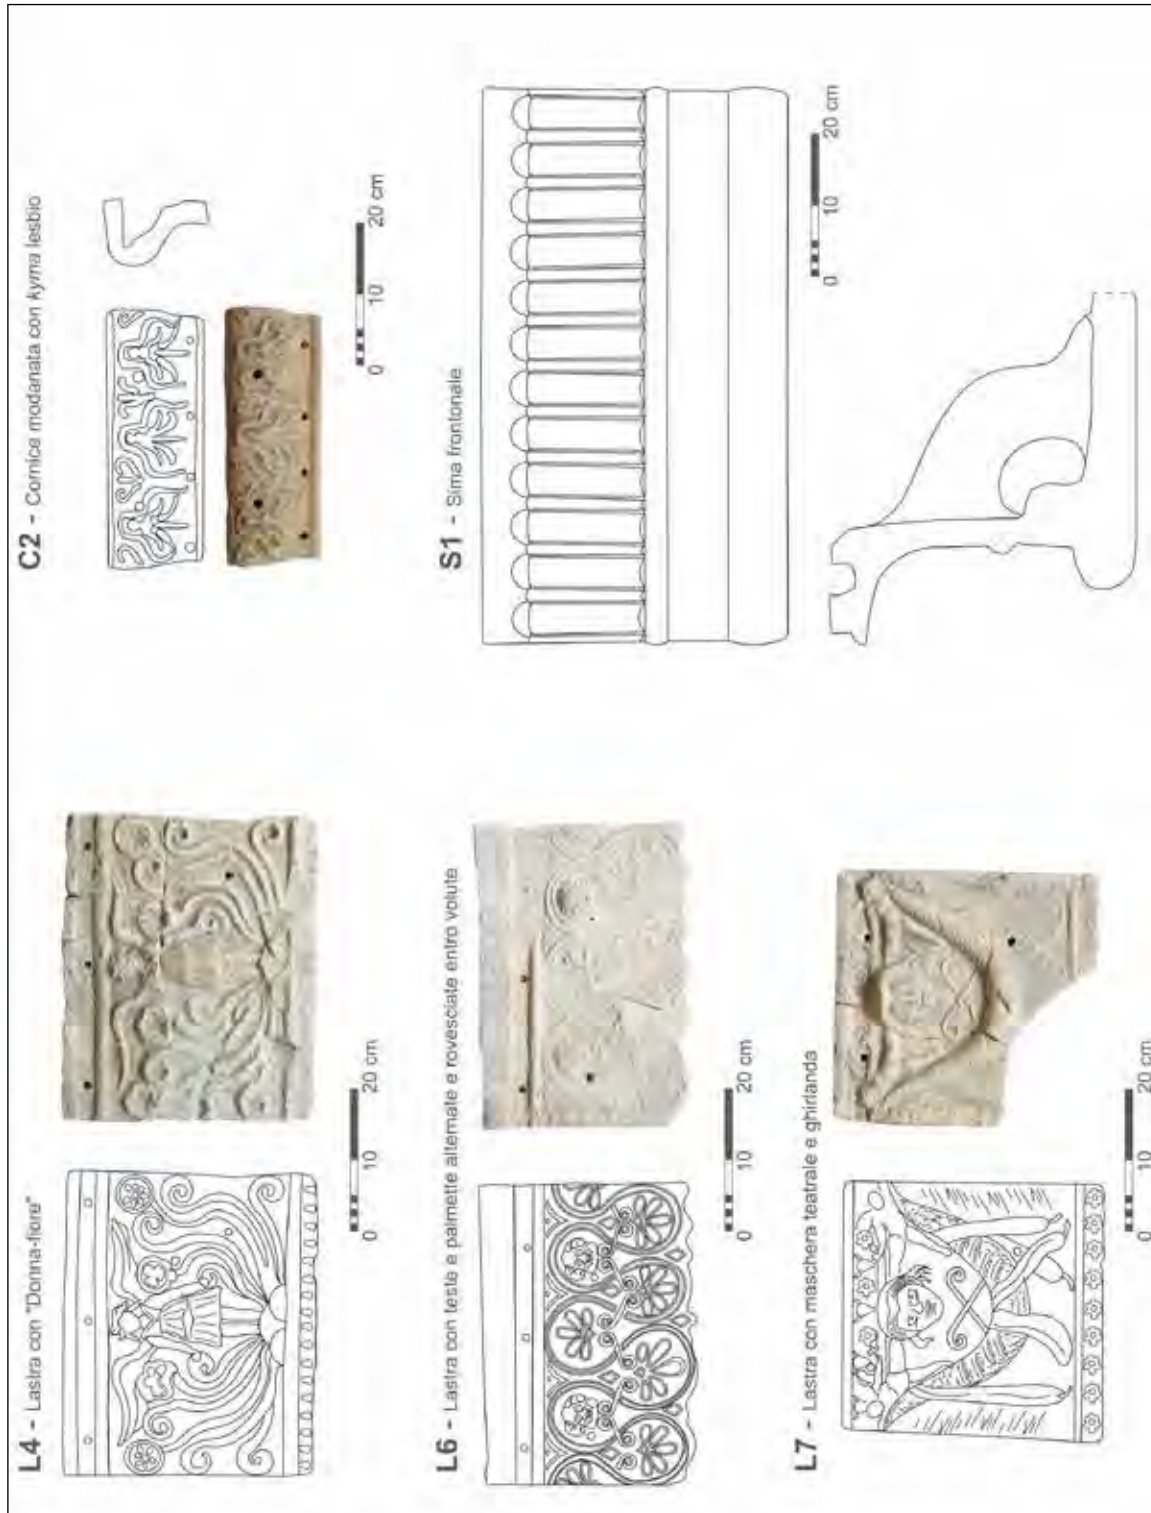 L4 - Lastra con "Donna-fiore"
0 10 20 cm
C2 - Cornice modanata con kyma lesbio
0 10 20 cm
L6 - Lastra con teste e palmette alternate e rovesciate entro volute
0 10 20 cm
S1 - Sima frontonale
0 10 20 cm
L7 - Lastra con maschera teatrale e ghirlanda
0 10 20 cm